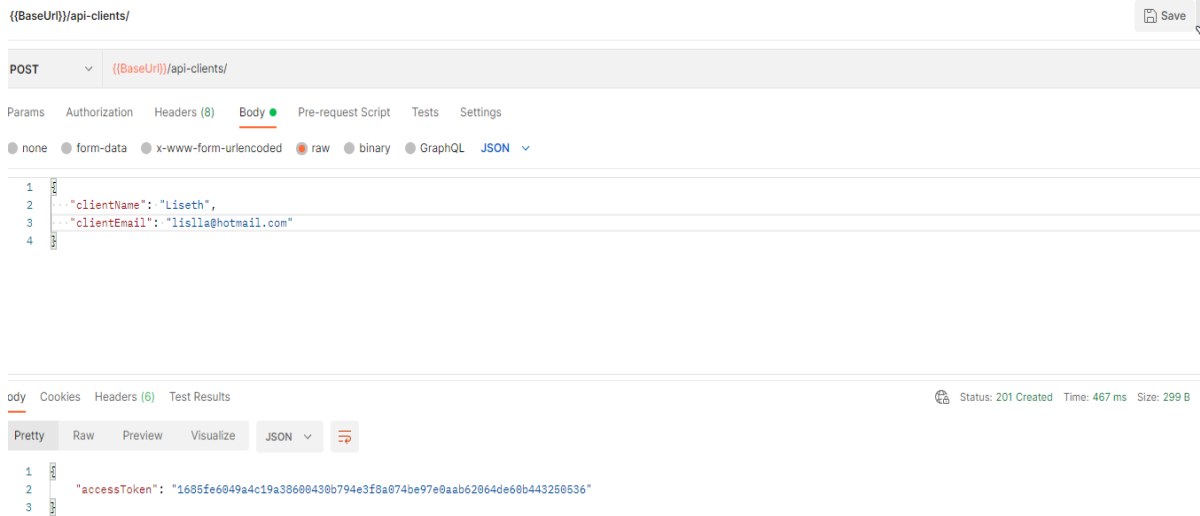 {{BaseUrl}}/api-clients/ Save
POST {{BaseUrl}}/api-clients/
Params Authorization Headers (8) Body Pre-request Script Tests Settings
none form-data x-www-form-urlencoded raw binary GraphQL JSON
1 {
2 "clientName": "Liseth",
3 "clientEmail": "lislla@hotmail.com"
4 }
ody Cookies Headers (6) Test Results Status: 201 Created Time: 467 ms Size: 299 B
Pretty Raw Preview Visualize JSON
1 {
2 "accessToken": "1685fe6049a4c19a38600430b794e3f8a074be97e0aab62064de60b443250536"
3 }